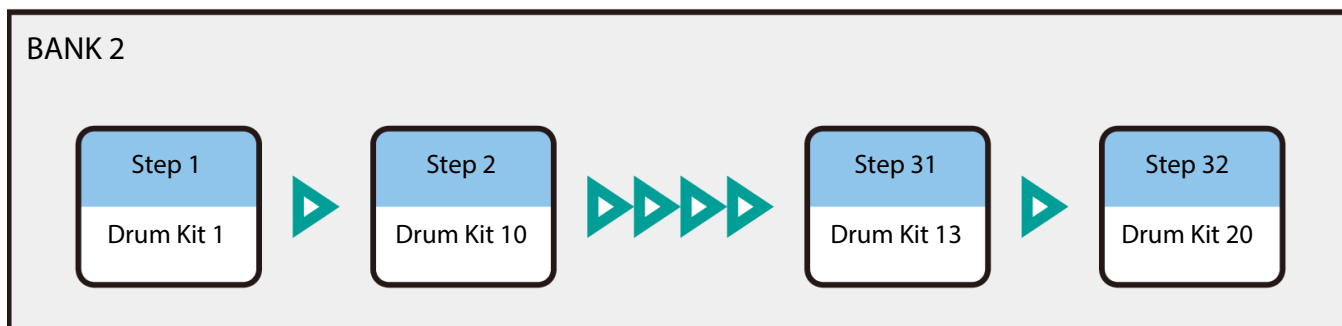 BANK 2
Step 1
Drum Kit 1
Step 2
Drum Kit 10
Step 31
Drum Kit 13
Step 32
Drum Kit 20